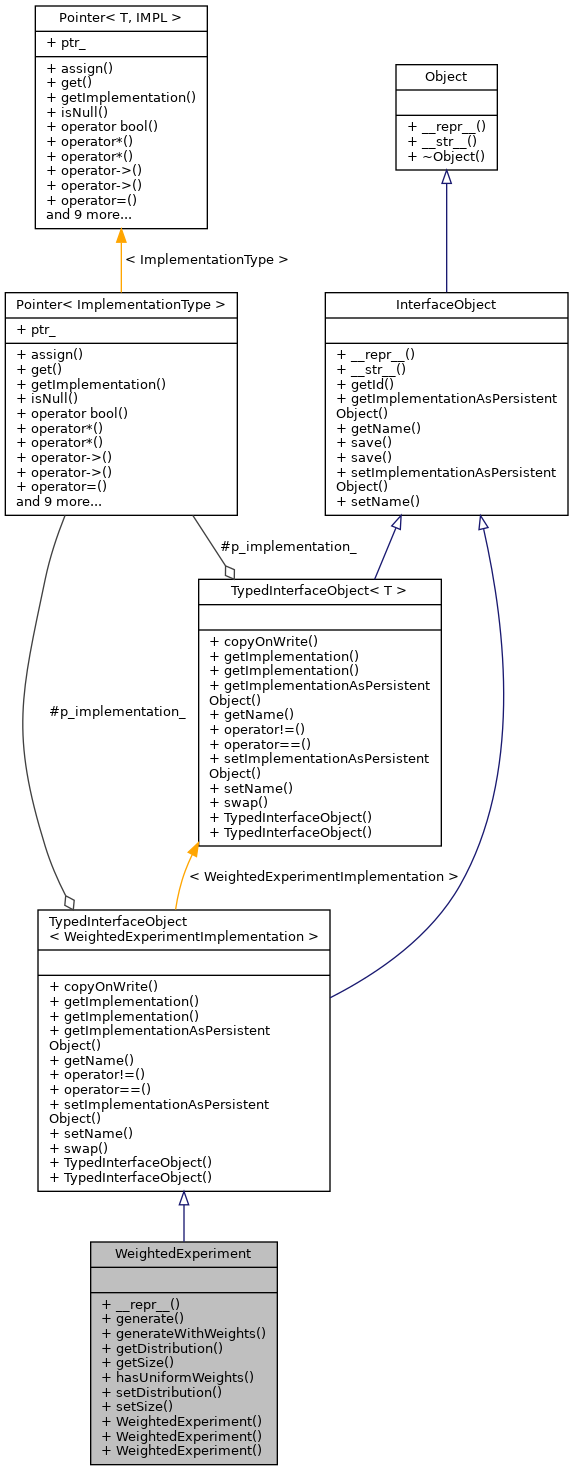 Pointer< T, IMPL >
+ ptr_
+ assign()
+ get()
+ getImplementation()
+ isNull()
+ operator bool()
+ operator*()
+ operator*()
+ operator->()
+ operator->()
+ operator=()
and 9 more...
Object
+ __repr__()
+ __str__()
+ ~Object()
< ImplementationType >
Pointer< ImplementationType >
+ ptr_
+ assign()
+ get()
+ getImplementation()
+ isNull()
+ operator bool()
+ operator*()
+ operator*()
+ operator->()
+ operator->()
+ operator=()
and 9 more...
InterfaceObject
+ __repr__()
+ __str__()
+ getId()
+ getImplementationAsPersistent
Object()
+ getName()
+ save()
+ save()
+ setImplementationAsPersistent
Object()
+ setName()
#p_implementation_
TypedInterfaceObject< T >
+ copyOnWrite()
+ getImplementation()
+ getImplementation()
+ getImplementationAsPersistent
Object()
+ getName()
+ operator!=()
+ operator==()
+ setImplementationAsPersistent
Object()
+ setName()
+ swap()
+ TypedInterfaceObject()
+ TypedInterfaceObject()
#p_implementation_
< WeightedExperimentImplementation >
TypedInterfaceObject
< WeightedExperimentImplementation >
+ copyOnWrite()
+ getImplementation()
+ getImplementation()
+ getImplementationAsPersistent
Object()
+ getName()
+ operator!=()
+ operator==()
+ setImplementationAsPersistent
Object()
+ setName()
+ swap()
+ TypedInterfaceObject()
+ TypedInterfaceObject()
WeightedExperiment
+ __repr__()
+ generate()
+ generateWithWeights()
+ getDistribution()
+ getSize()
+ hasUniformWeights()
+ setDistribution()
+ setSize()
+ WeightedExperiment()
+ WeightedExperiment()
+ WeightedExperiment()